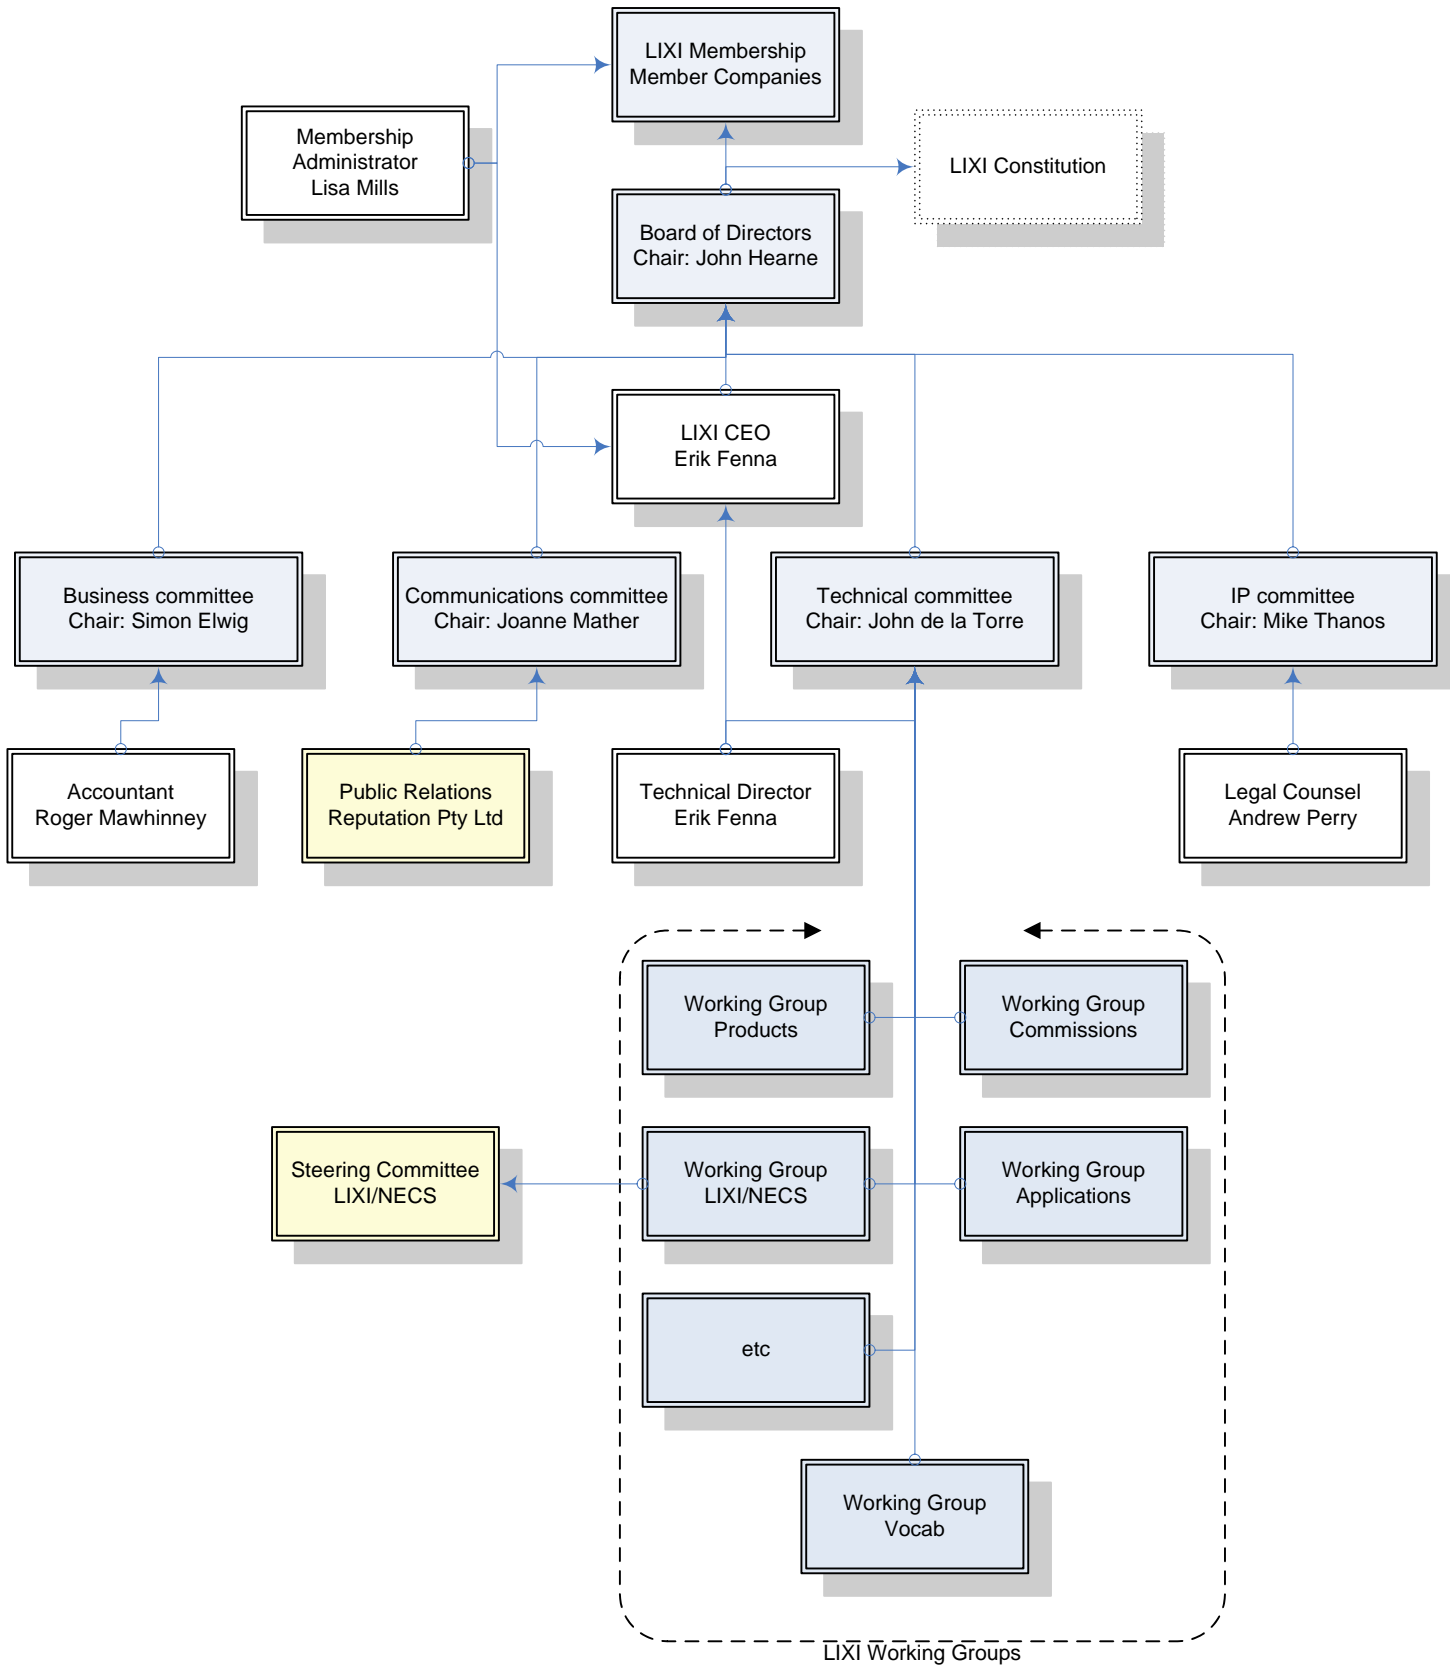 LIXI Membership
Member Companies
Membership
Administrator
Lisa Mills
LIXI Constitution
Board of Directors
Chair: John Hearne
LIXI CEO
Erik Fenna
Business committee
Chair: Simon Elwig
Communications committee
Chair: Joanne Mather
Technical committee
Chair: John de la Torre
IP committee
Chair: Mike Thanos
Accountant
Roger Mawhinney
Public Relations
Reputation Pty Ltd
Technical Director
Erik Fenna
Legal Counsel
Andrew Perry
Working Group
Products
Working Group
Commissions
Steering Committee
LIXI/NECS
Working Group
LIXI/NECS
Working Group
Applications
etc
Working Group
Vocab
LIXI Working Groups